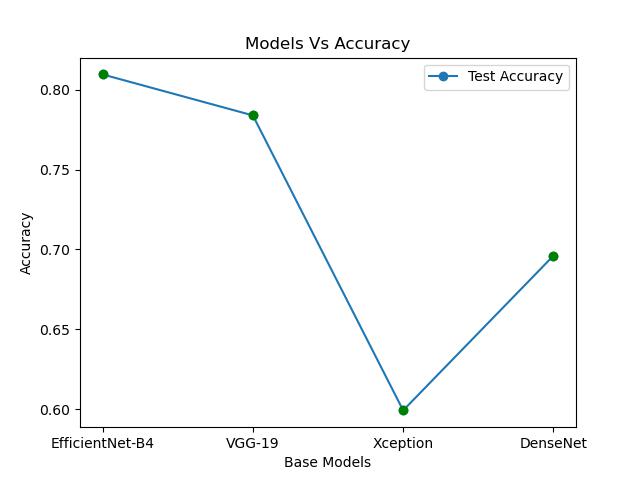 Models Vs Accuracy
Test Accuracy
0.80
0.75
0.70
0.65
0.60
Accuracy
EfficientNet-B4 VGG-19 Xception DenseNet
Base Models